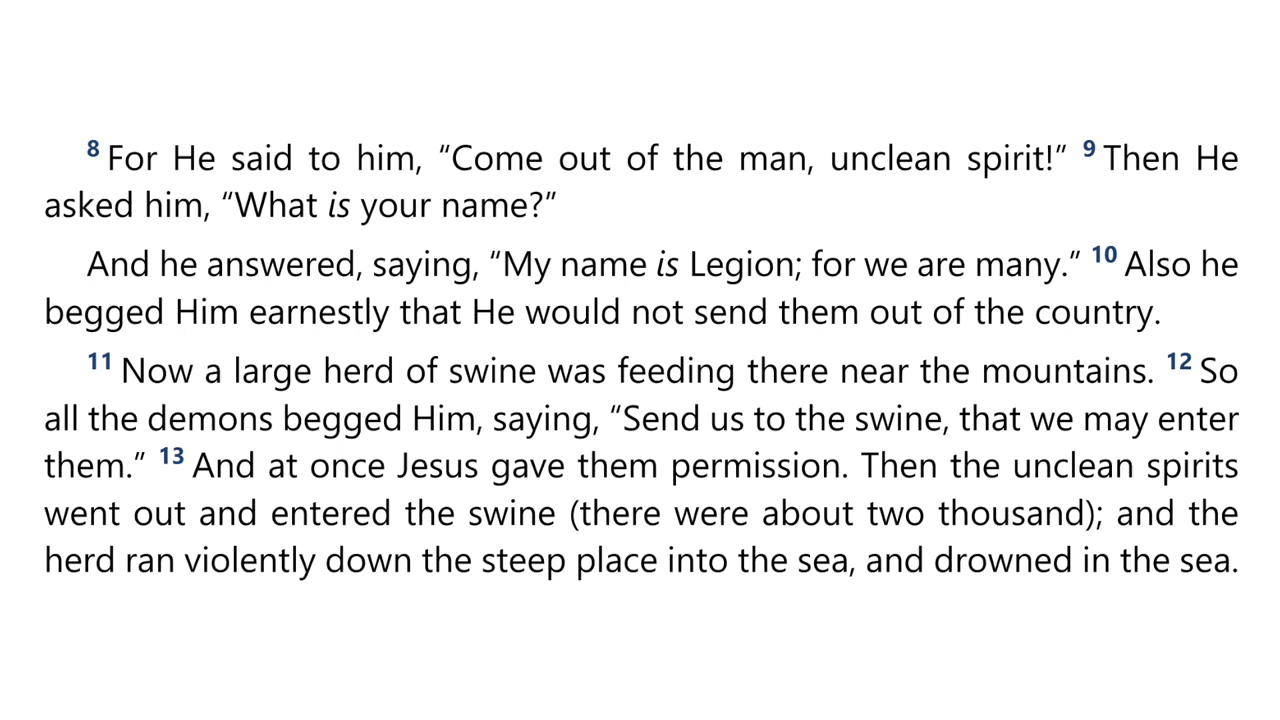 8 For He said to him, “Come out of the man, unclean spirit!” 9 Then He
asked him, “What is your name?”
And he answered, saying, “My name is Legion; for we are many.” 10 Also he
begged Him earnestly that He would not send them out of the country.
11 Now a large herd of swine was feeding there near the mountains. 12 So
all the demons begged Him, saying, “Send us to the swine, that we may enter
them.” 13 And at once Jesus gave them permission. Then the unclean spirits
went out and entered the swine (there were about two thousand); and the
herd ran violently down the steep place into the sea, and drowned in the sea.